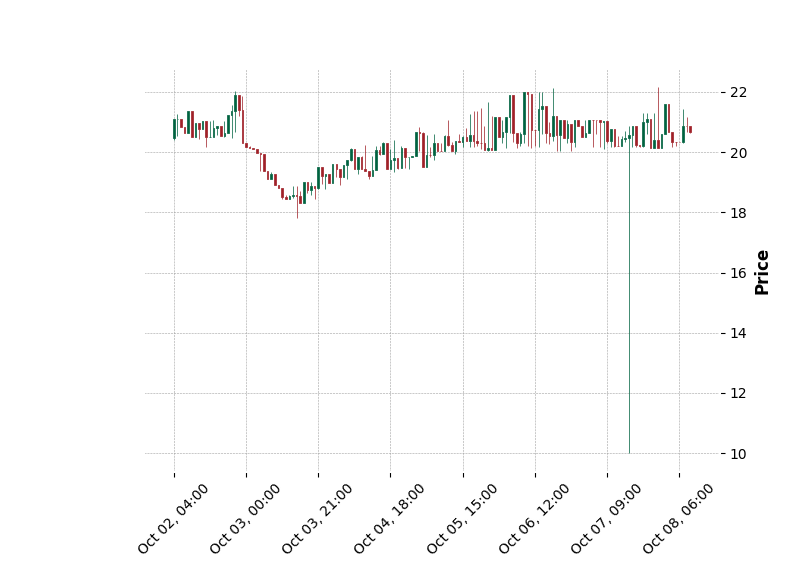 22
20
18
16
14
12
10
Price
Oct 02, 04:00
Oct 03, 00:00
Oct 03, 21:00
Oct 04, 18:00
Oct 05, 15:00
Oct 06, 12:00
Oct 07, 09:00
Oct 08, 06:00